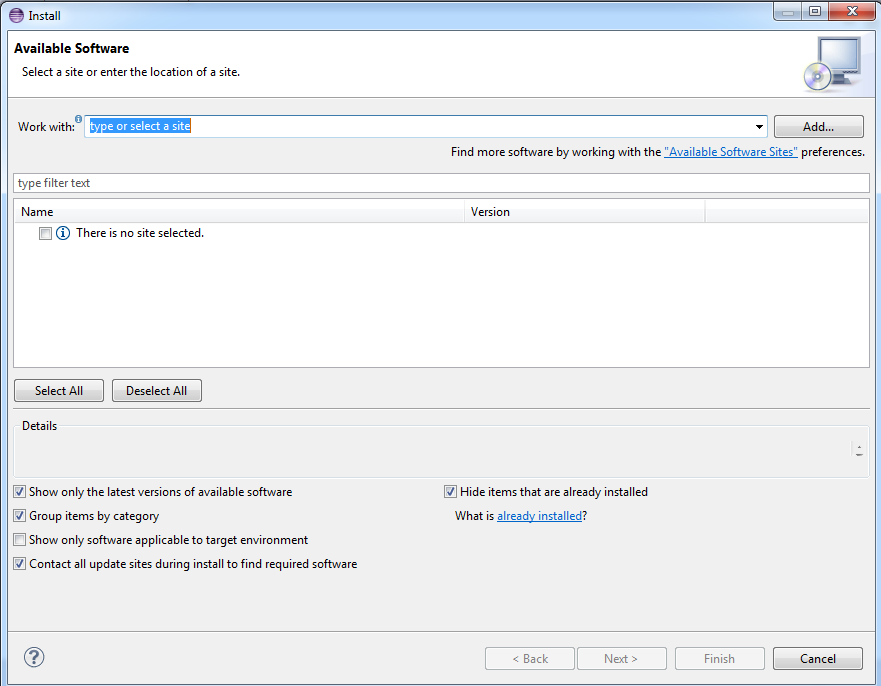 Install
Available Software
Select a site or enter the location of a site.
Work with: type or select a site Add...
Find more software by working with the "Available Software Sites" preferences.
type filter text
Name Version
There is no site selected.
Select All Deselect All
Details
Show only the latest versions of available software Hide items that are already installed
Group items by category What is already installed?
Show only software applicable to target environment
Contact all update sites during install to find required software
? < Back Next > Finish Cancel